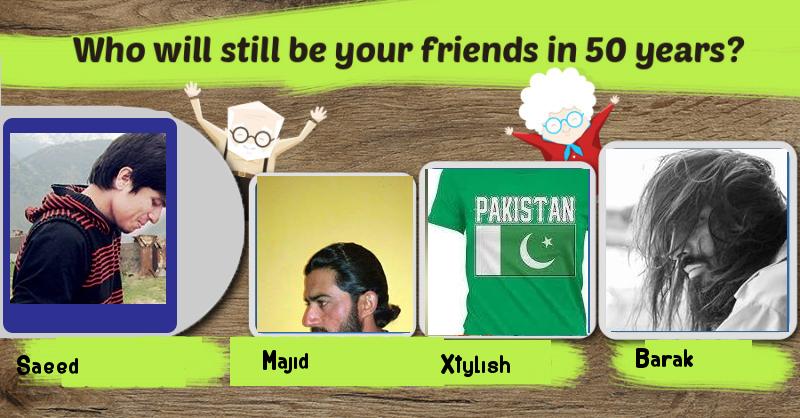 Who will still be your friends in 50 years?
PAKISTAN
Saeed
Majid
Xtylish
Barak